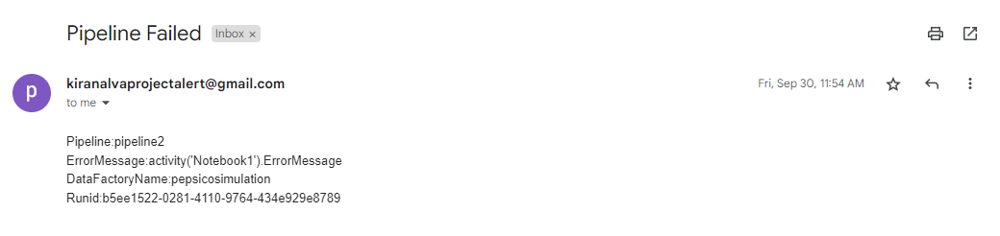 Pipeline Failed Inbox ×
p
kiranalvaprojectalert@gmail.com Fri, Sep 30, 11:54 AM
to me
Pipeline:pipeline2
ErrorMessage:activity('Notebook1').ErrorMessage
DataFactoryName:pepsicosimulation
Runid:b5ee1522-0281-4110-9764-434e929e8789